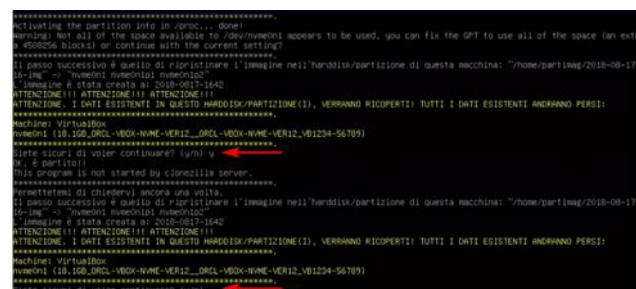 *****************************************************.
Activating the partition info in /proc... done!
Warning: Not all of the space available to /dev/nvme0n1 appears to be used, you can fix the GPT to use all of the space (an ext
a 4508256 blocks) or continue with the current setting?
*****************************************************.
Il passo successivo è quello di ripristinare l'immagine nell'harddisk/partizione di questa macchina: "/home/partimag/2018-08-17
16-img" -> "nvme0n1 nvme0n1p1 nvme0n1p2"
L'immagine è stata creata a: 2018-0817-1642
ATTENZIONE!!! ATTENZIONE!!! ATTENZIONE!!!
ATTENZIONE. I DATI ESISTENTI IN QUESTO HARDDISK/PARTIZIONE(I), VERRANNO RICOPERTI! TUTTI I DATI ESISTENTI ANDRANNO PERSI:
*****************************************************.
Machine: VirtualBox
nvme0n1 (18.1GB_ORCL-VBOX-NVME-VER12__ORCL-VBOX-NVME-VER12_VB1234-56789)
*****************************************************.
Siete sicuri di voler continuare? (y/n) y
OK, è partito!!
This program is not started by clonezilla server.
*****************************************************.
Permettetemi di chiedervi ancora una volta.
Il passo successivo è quello di ripristinare l'immagine nell'harddisk/partizione di questa macchina: "/home/partimag/2018-08-17
16-img" -> "nvme0n1 nvme0n1p1 nvme0n1p2"
L'immagine è stata creata a: 2018-0817-1642
ATTENZIONE!!! ATTENZIONE!!! ATTENZIONE!!!
ATTENZIONE. I DATI ESISTENTI IN QUESTO HARDDISK/PARTIZIONE(I), VERRANNO RICOPERTI! TUTTI I DATI ESISTENTI ANDRANNO PERSI:
*****************************************************.
Machine: VirtualBox
nvme0n1 (18.1GB_ORCL-VBOX-NVME-VER12__ORCL-VBOX-NVME-VER12_VB1234-56789)
*****************************************************.
Siete sicuri di voler continuare? (y/n)